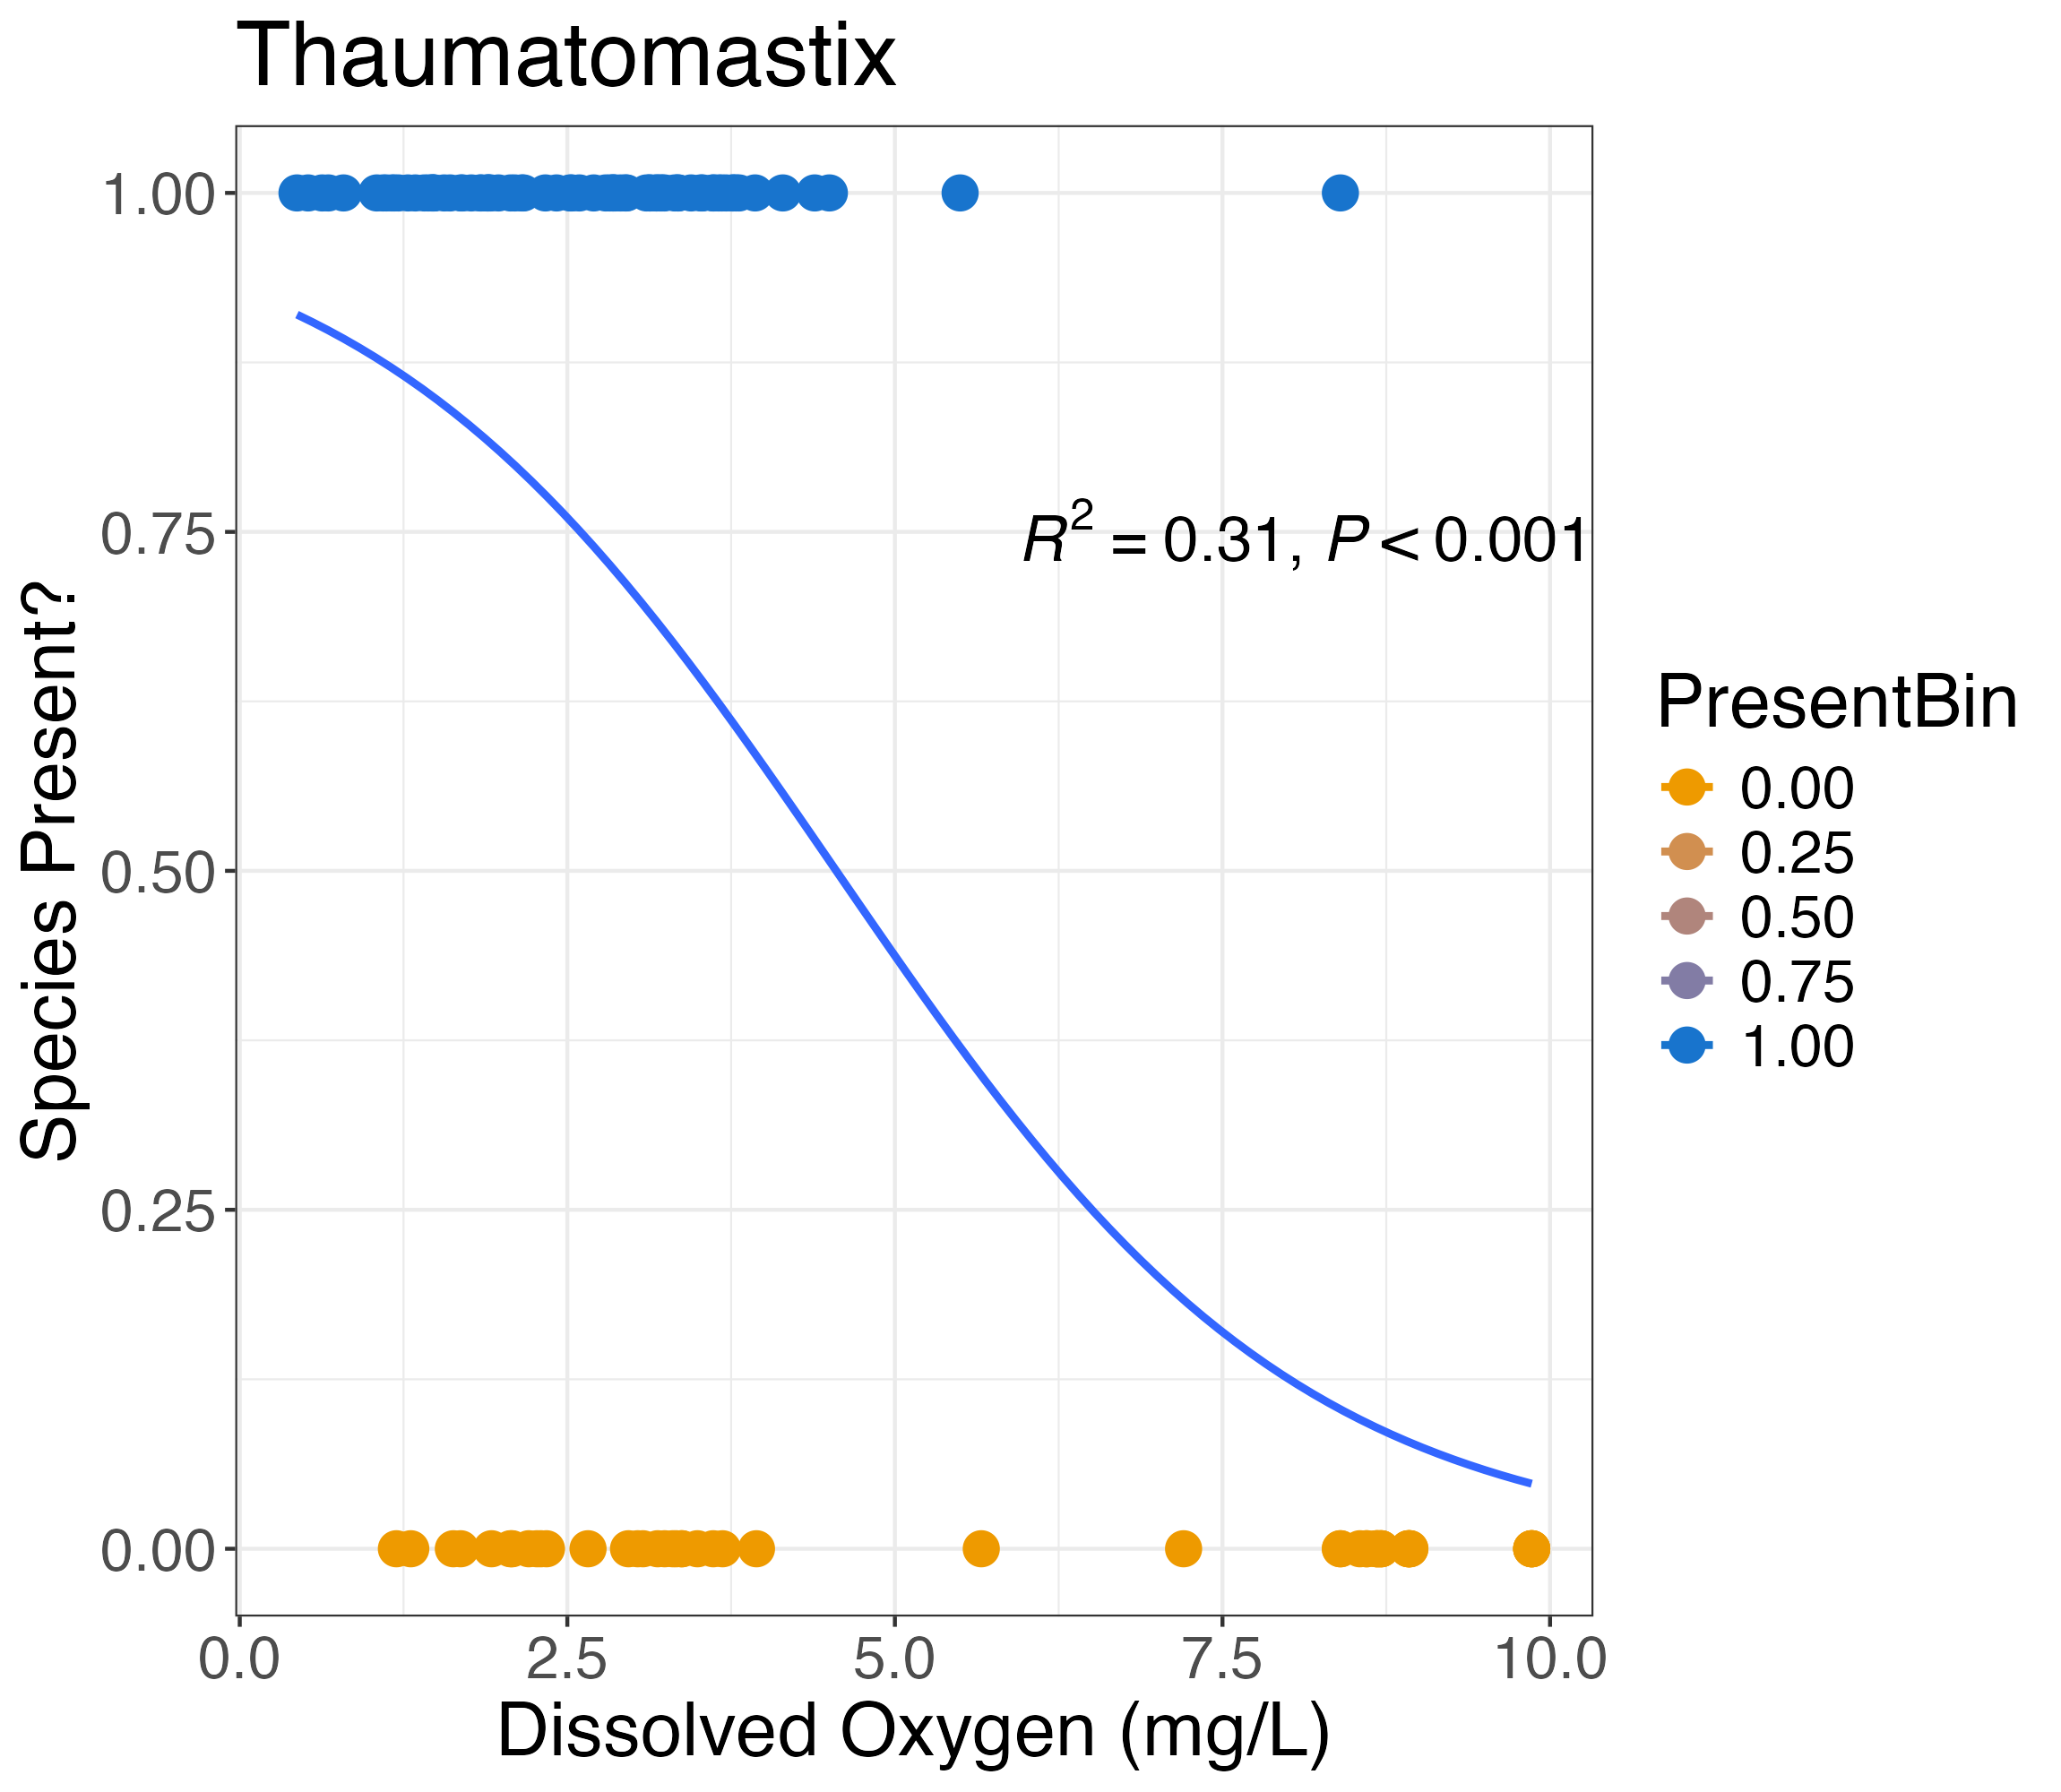 Thaumatomastix
1.00
0.75
0.50
0.25
0.00
Species Present?
R² = 0.31, P < 0.001
0.0 2.5 5.0 7.5 10.0
Dissolved Oxygen (mg/L)
PresentBin
0.00
0.25
0.50
0.75
1.00